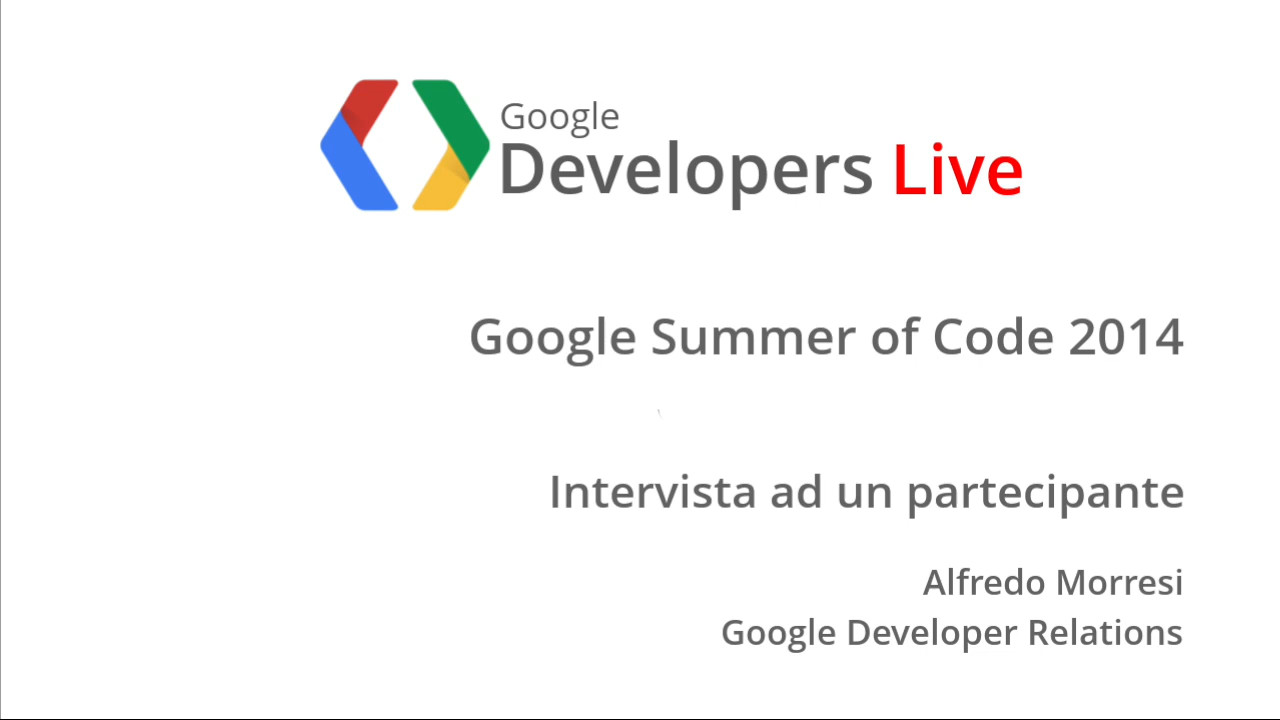 Google
Developers Live
Google Summer of Code 2014
Intervista ad un partecipante
Alfredo Morresi
Google Developer Relations